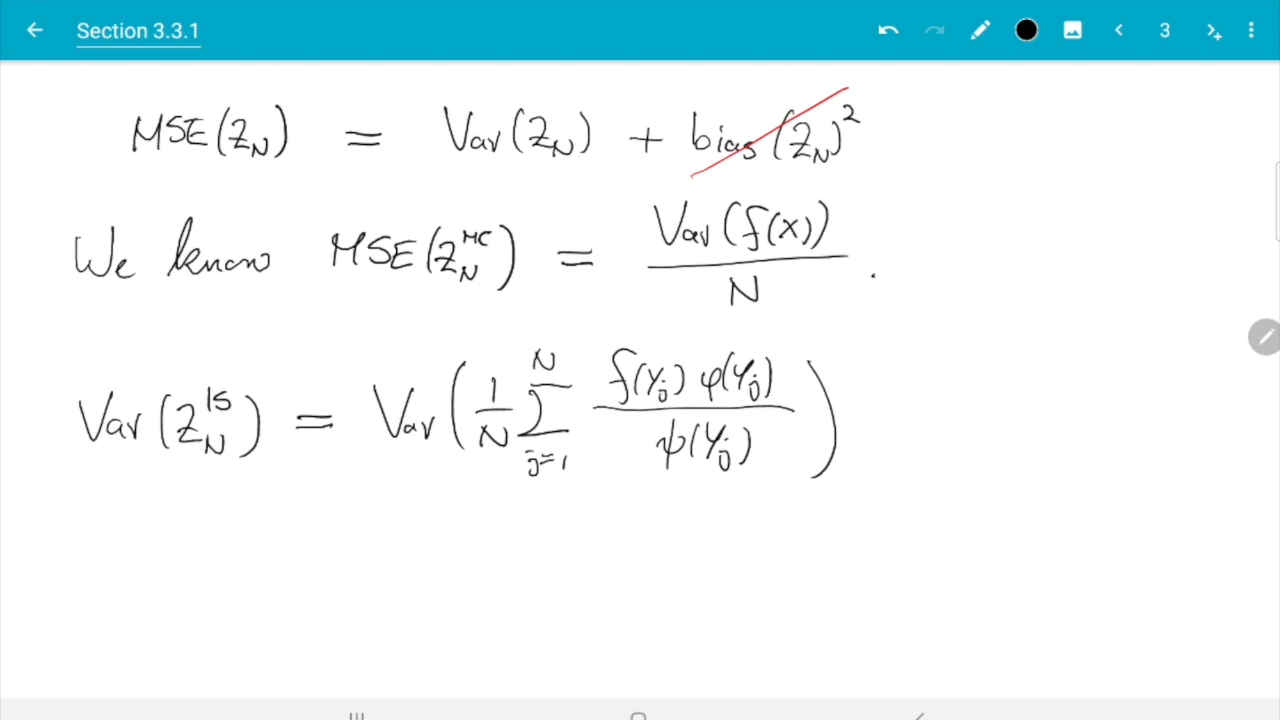 Section 3.3.1
3
MSE(Z_N) = Var(Z_N) + bias(Z_N)^2
We know MSE(Z_N^MC) = Var(f(X)) / N .
Var(Z_N^IS) = Var( 1/N ∑_{j=1}^N f(Y_j) φ(Y_j) / ψ(Y_j) )